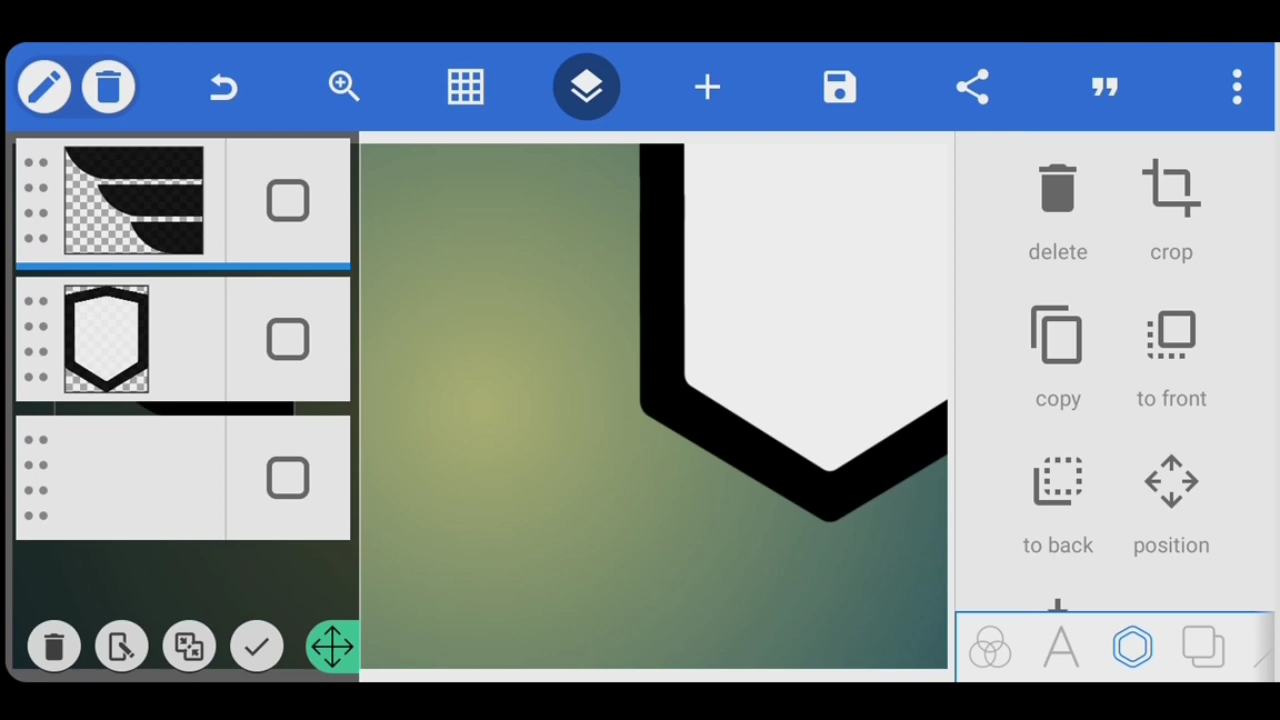 delete
crop
copy
to front
to back
position